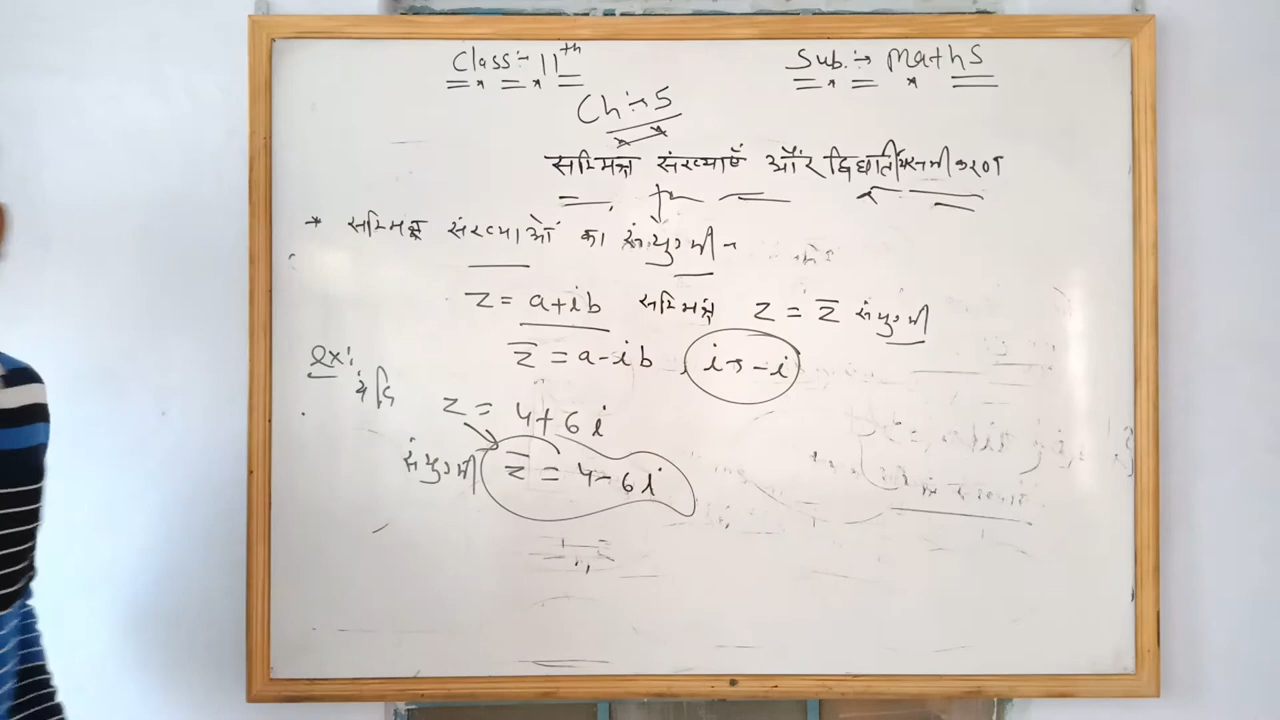 Class:- 11th Sub.:→ Maths
Ch:→5
सम्मिश्र संख्याएँ और द्विघातीय समीकरण
* सम्मिश्र संख्याओं का संयुग्मी -
Z = a+ib सम्मिश्र Z = Z̅ संयुग्मी
Z̅ = a-ib , i→ -i
ex:
यदि Z = 4+6i
संयुग्मी Z̅ = 4-6i